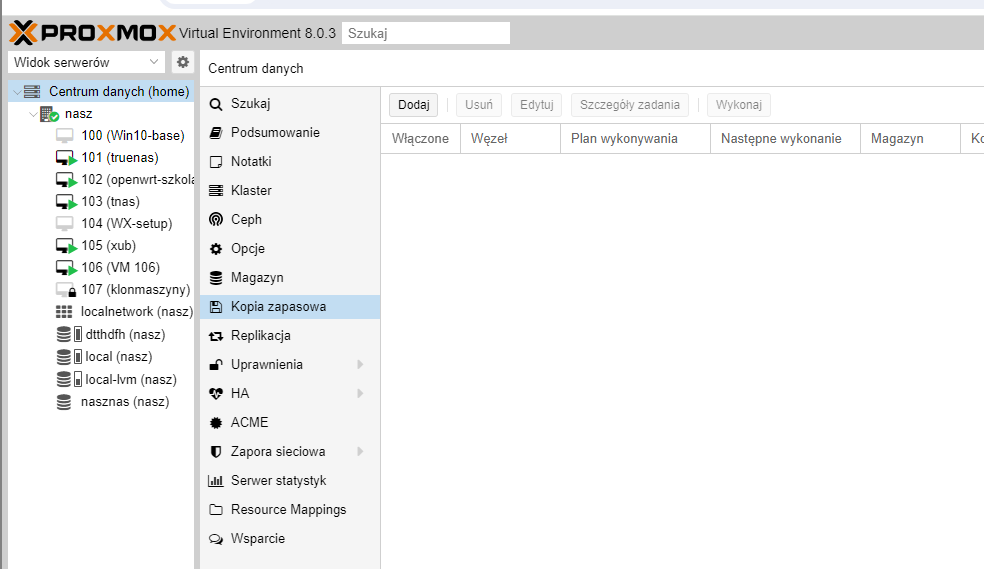 PROXMOX Virtual Environment 8.0.3 Szukaj
Widok serwerów
Centrum danych (home)
nasz
100 (Win10-base)
101 (truenas)
102 (openwrt-szkola
103 (tnas)
104 (WX-setup)
105 (xub)
106 (VM 106)
107 (klonmaszyny)
localnetwork (nasz)
dtthdfh (nasz)
local (nasz)
local-lvm (nasz)
nasznas (nasz)
Centrum danych
Szukaj
Podsumowanie
Notatki
Klaster
Ceph
Opcje
Magazyn
Kopia zapasowa
Replikacja
Uprawnienia
HA
ACME
Zapora sieciowa
Serwer statystyk
Resource Mappings
Wsparcie
Dodaj Usuń Edytuj Szczegóły zadania Wykonaj
Włączone Węzeł Plan wykonywania Następne wykonanie Magazyn